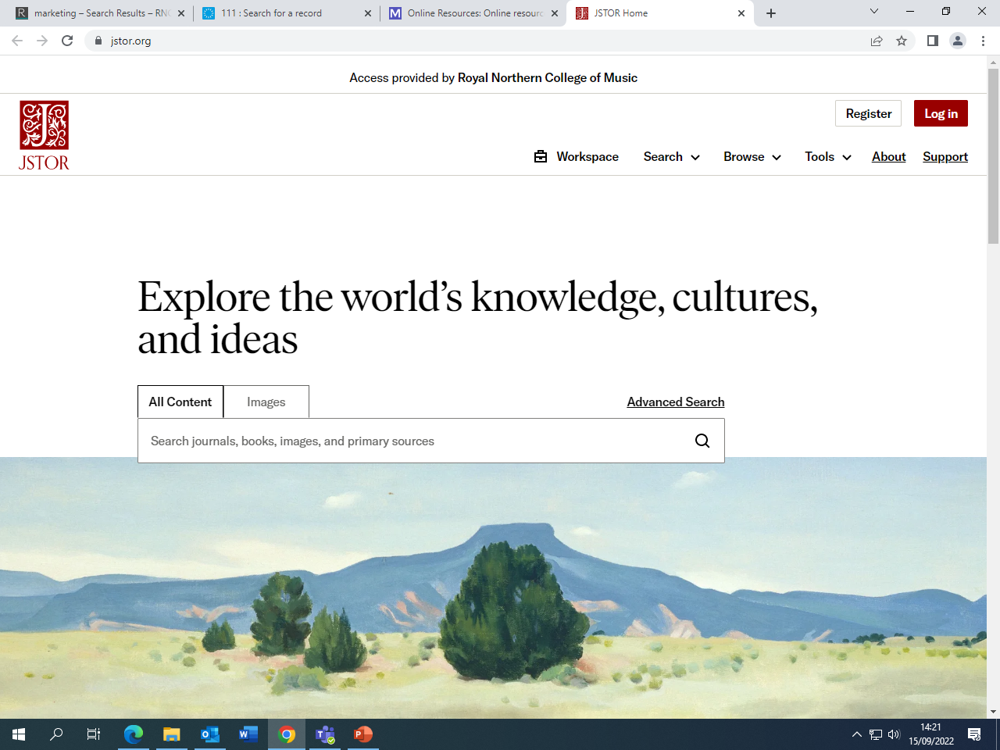 marketing – Search Results – RNC
111 : Search for a record
Online Resources: Online resourc
JSTOR Home
jstor.org
Access provided by Royal Northern College of Music
JSTOR
Register
Log in
Workspace
Search
Browse
Tools
About
Support
Explore the world’s knowledge, cultures,
and ideas
All Content
Images
Advanced Search
Search journals, books, images, and primary sources
14:21
15/09/2022